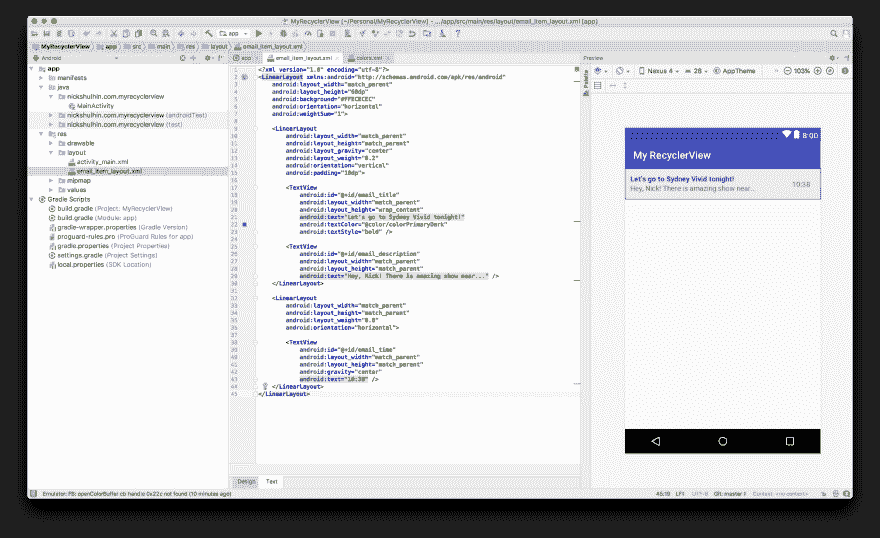 MyRecyclerView [~/Personal/MyRecyclerView] - .../app/src/main/res/layout/email_item_layout.xml [app]
app
MyRecyclerView app src main res layout email_item_layout.xml
Android
app
manifests
java
nickshulhin.com.myrecyclerview
MainActivity
nickshulhin.com.myrecyclerview (androidTest)
nickshulhin.com.myrecyclerview (test)
res
drawable
layout
activity_main.xml
email_item_layout.xml
mipmap
values
Gradle Scripts
build.gradle (Project: MyRecyclerView)
build.gradle (Module: app)
gradle-wrapper.properties (Gradle Version)
proguard-rules.pro (ProGuard Rules for app)
gradle.properties (Project Properties)
settings.gradle (Project Settings)
local.properties (SDK Location)
app email_item_layout.xml colors.xml
<?xml version="1.0" encoding="utf-8"?>
<LinearLayout xmlns:android="http://schemas.android.com/apk/res/android"
android:layout_width="match_parent"
android:layout_height="60dp"
android:background="#FFECECEC"
android:orientation="horizontal"
android:weightSum="1">
<LinearLayout
android:layout_width="match_parent"
android:layout_height="match_parent"
android:layout_gravity="center"
android:layout_weight="0.2"
android:orientation="vertical"
android:padding="10dp">
<TextView
android:id="@+id/email_title"
android:layout_width="match_parent"
android:layout_height="wrap_content"
android:text="Let's go to Sydney Vivid tonight!"
android:textColor="@color/colorPrimaryDark"
android:textStyle="bold" />
<TextView
android:id="@+id/email_description"
android:layout_width="match_parent"
android:layout_height="match_parent"
android:text="Hey, Nick! There is amazing show near..." />
</LinearLayout>
<LinearLayout
android:layout_width="match_parent"
android:layout_height="match_parent"
android:layout_weight="0.8"
android:orientation="horizontal">
<TextView
android:id="@+id/email_time"
android:layout_width="match_parent"
android:layout_height="match_parent"
android:gravity="center"
android:text="10:38" />
</LinearLayout>
</LinearLayout>
Design Text
Preview
Palette
Nexus 4 26 AppTheme 103%
8:00
My RecyclerView
Let's go to Sydney Vivid tonight!
Hey, Nick! There is amazing show near...
10:38
Emulator: FB: openColorBuffer cb handle 0x22c not found (10 minutes ago)
45:16 LF÷ UTF-8 Git: master Context: <no context>